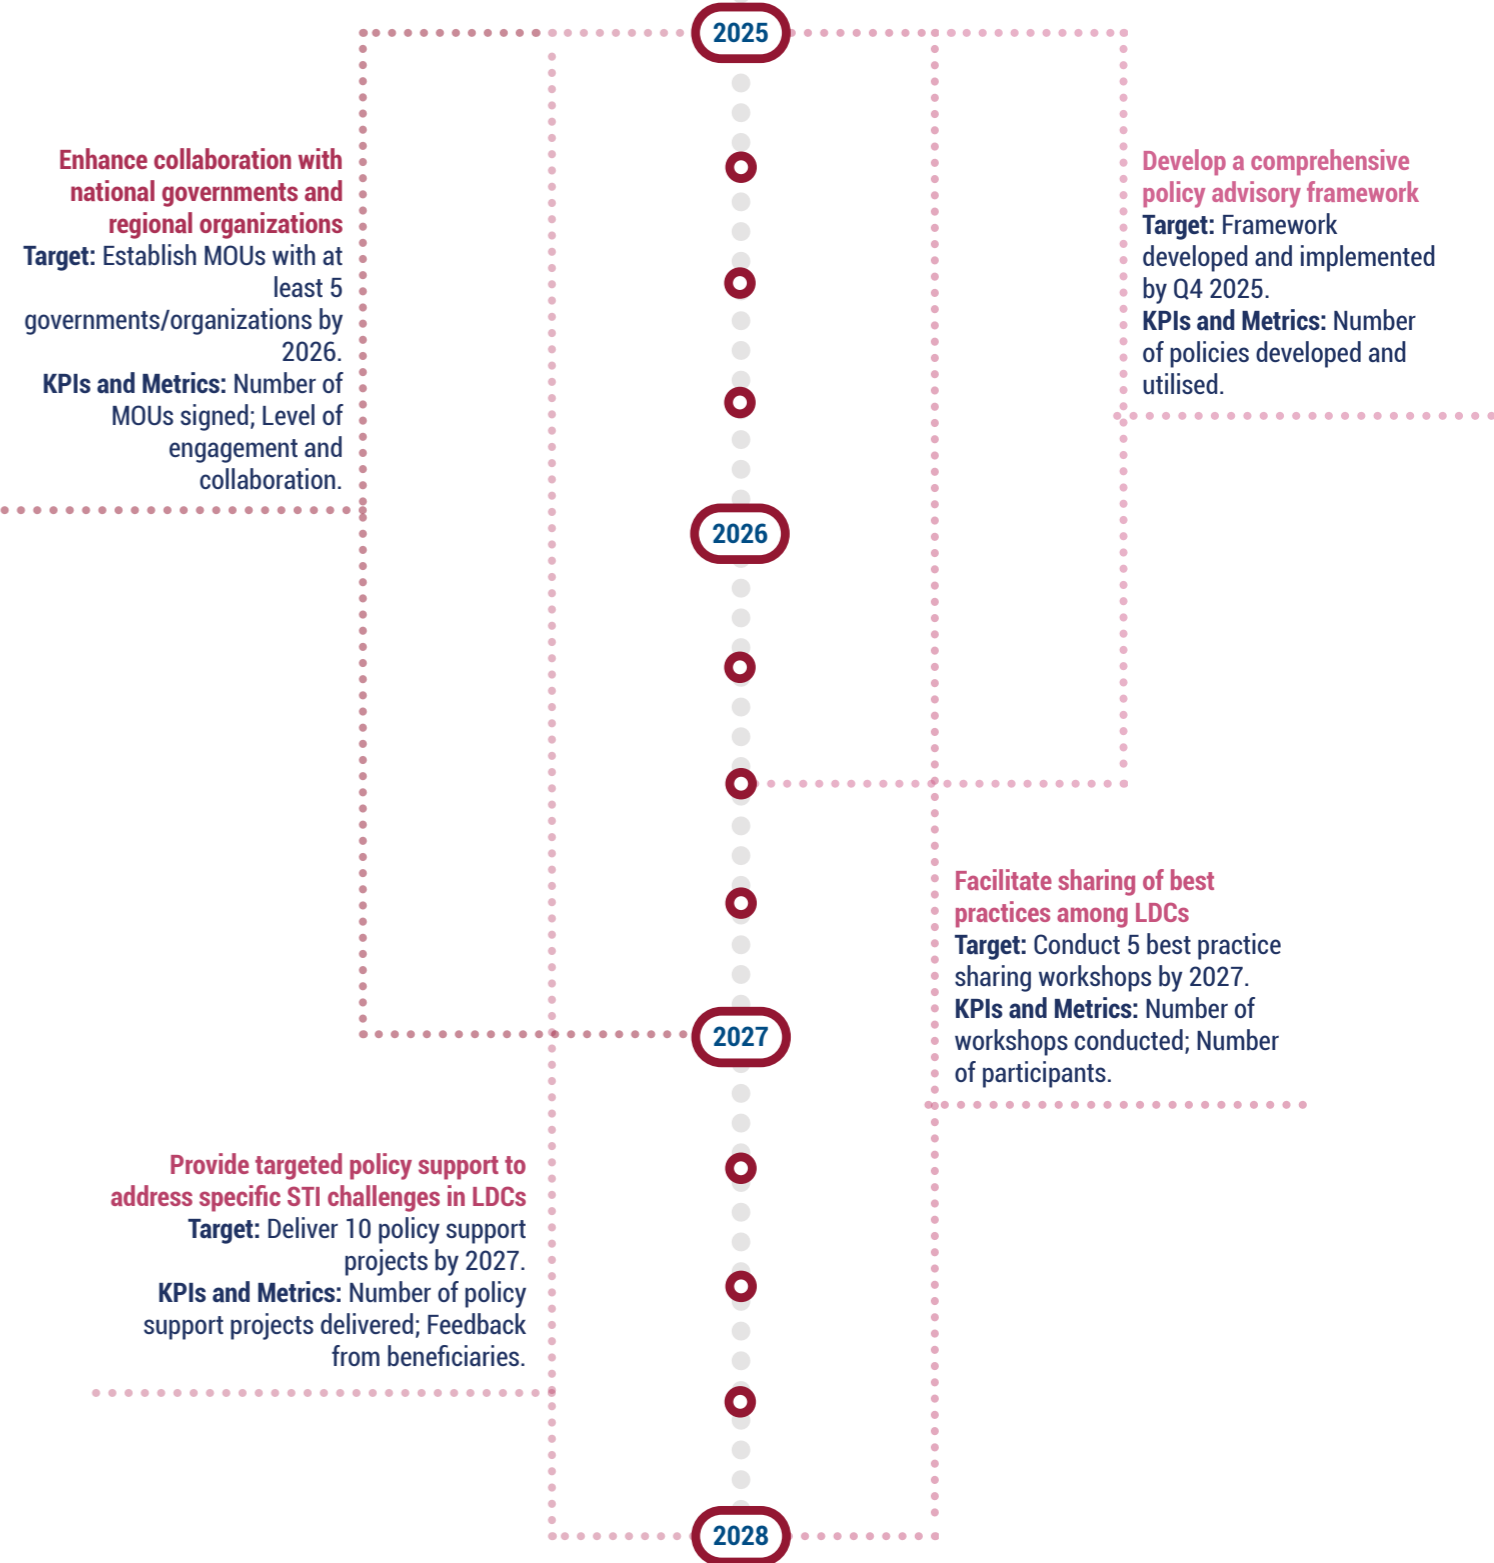 2025
Enhance collaboration with
national governments and
regional organizations
Target: Establish MOUs with at
least 5
governments/organizations by
2026.
KPIs and Metrics: Number of
MOUs signed; Level of
engagement and
collaboration.
Develop a comprehensive
policy advisory framework
Target: Framework
developed and implemented
by Q4 2025.
KPIs and Metrics: Number
of policies developed and
utilised.
2026
Facilitate sharing of best
practices among LDCs
Target: Conduct 5 best practice
sharing workshops by 2027.
KPIs and Metrics: Number of
workshops conducted; Number
of participants.
2027
Provide targeted policy support to
address specific STI challenges in LDCs
Target: Deliver 10 policy support
projects by 2027.
KPIs and Metrics: Number of policy
support projects delivered; Feedback
from beneficiaries.
2028